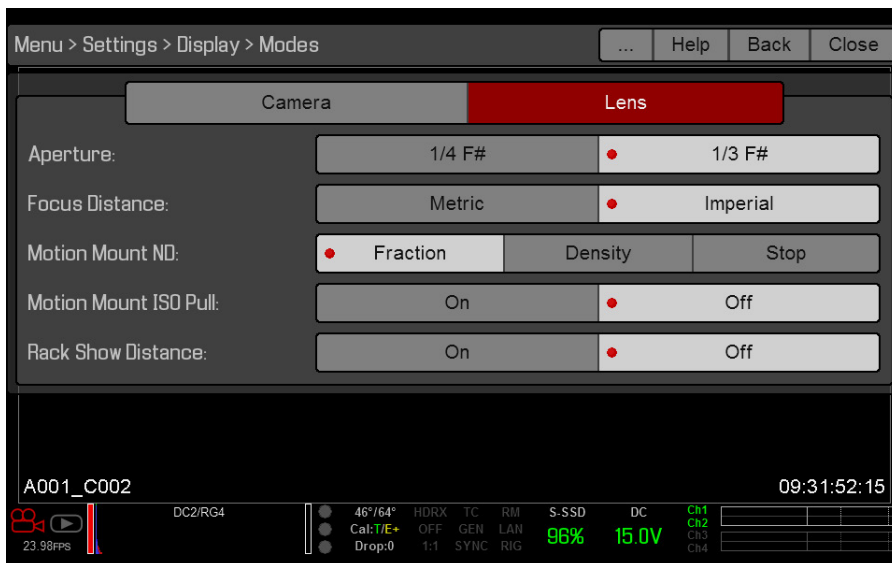 Menu > Settings > Display > Modes ... Help Back Close
Camera Lens
Aperture: 1/4 F# 1/3 F#
Focus Distance: Metric Imperial
Motion Mount ND: Fraction Density Stop
Motion Mount ISO Pull: On Off
Rack Show Distance: On Off
A001_C002 09:31:52:15
DC2/RG4 46°/64° HDRX TC RM S-SSD DC Ch1
Cal:T/E+ OFF GEN LAN 96% 15.0V Ch2
23.98FPS Drop:0 1:1 SYNC RIG Ch3
Ch4